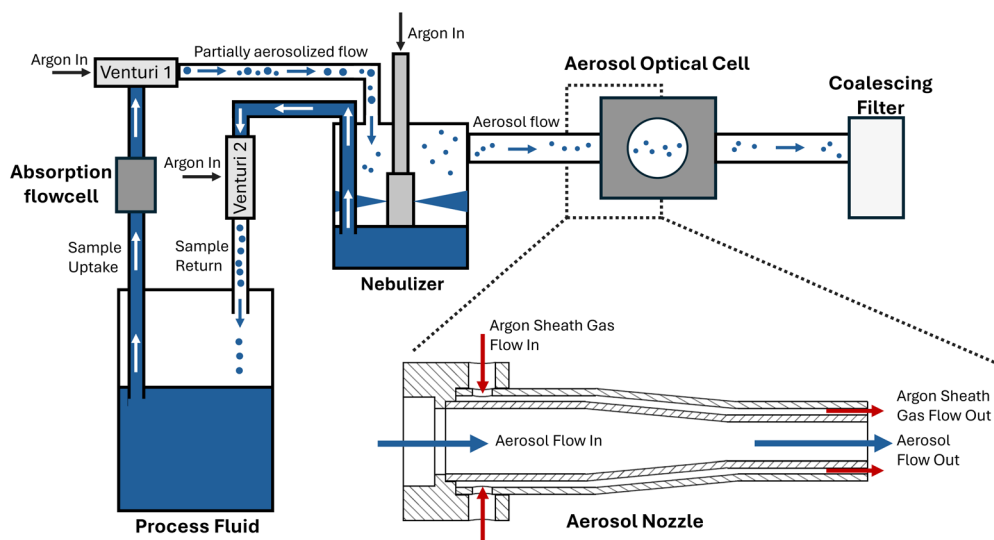 Argon In
Argon In
Venturi 1
Partially aerosolized flow
Aerosol Optical Cell
Coalescing
Filter
Aerosol flow
Argon In
Venturi 2
Absorption
flowcell
Sample
Uptake
Sample
Return
Nebulizer
Process Fluid
Argon Sheath Gas
Flow In
Aerosol Flow In
Argon Sheath
Gas Flow Out
Aerosol
Flow Out
Aerosol Nozzle